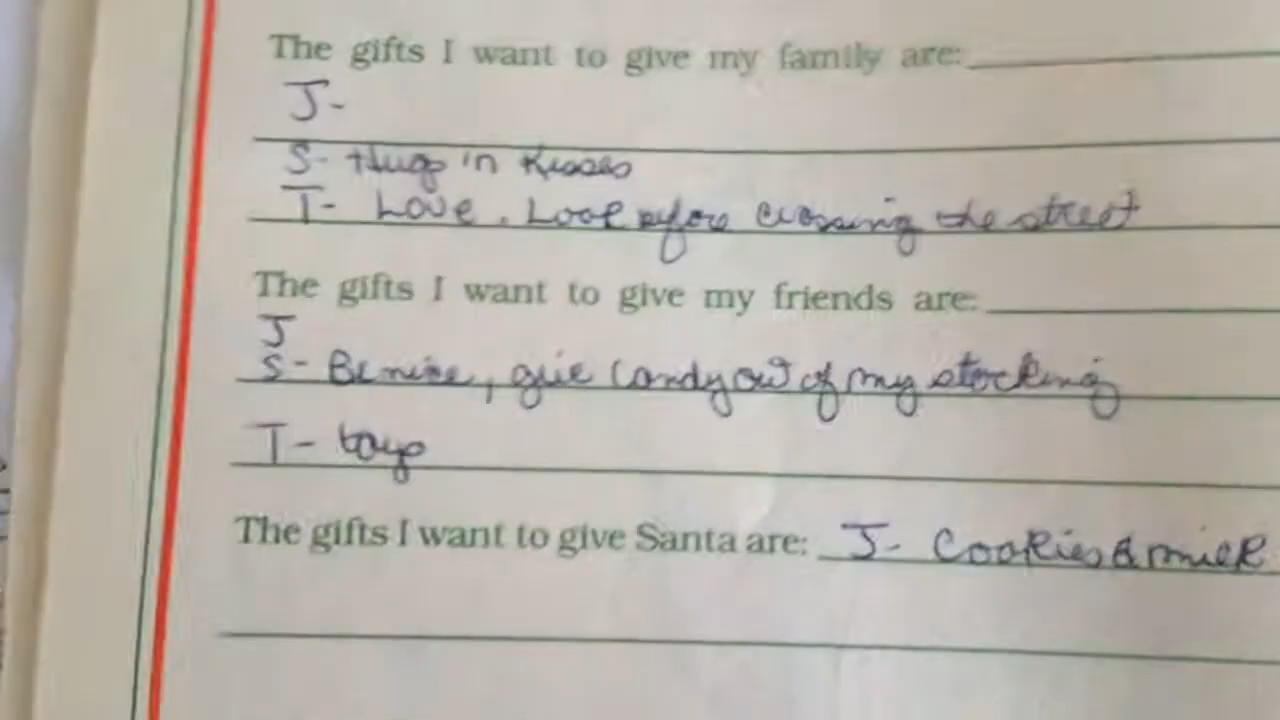 The gifts I want to give my family are:
J-
S- Hugs in Kisses
T- Love, Look before crossing the street
The gifts I want to give my friends are:
J
S- Be nice, give Candy out of my stocking
T- toys
The gifts I want to give Santa are: J- Cookies & milk